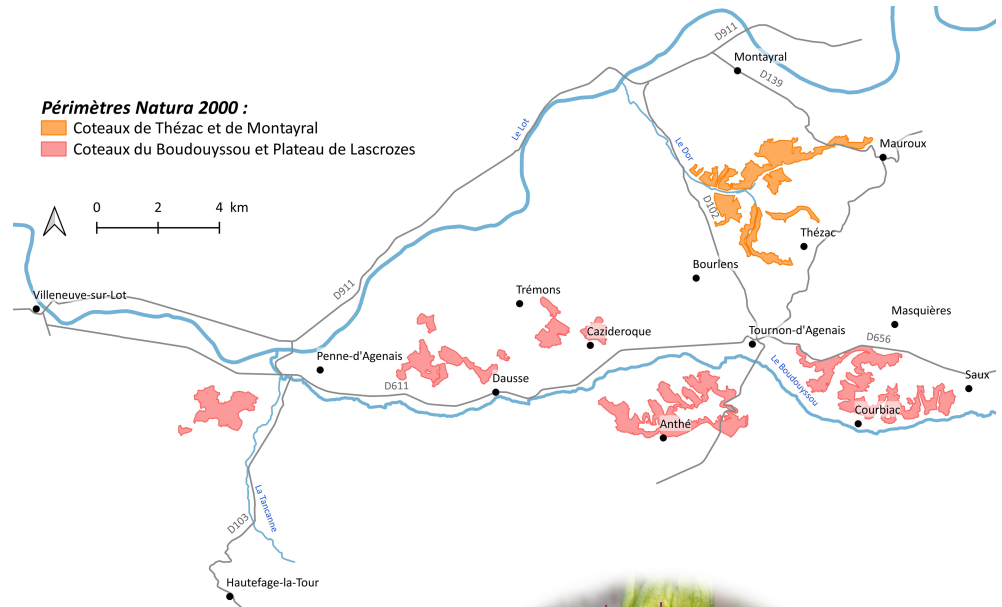 D911
Montayral
D139
Périmètres Natura 2000 :
Coteaux de Thézac et de Montayral
Coteaux du Boudouyssou et Plateau de Lascrozes
Le Lot
Le Dor
Mauroux
0 2 4 km
D102
Thézac
Bourlens
D911
Trémons
Villeneuve-sur-Lot
Masquières
Cazideroque
Tournon-d'Agenais
D656
Penne-d'Agenais
D611
Dausse
Le Boudouyssou
Saux
Courbiac
Anthé
La Tancanne
D103
Hautefage-la-Tour